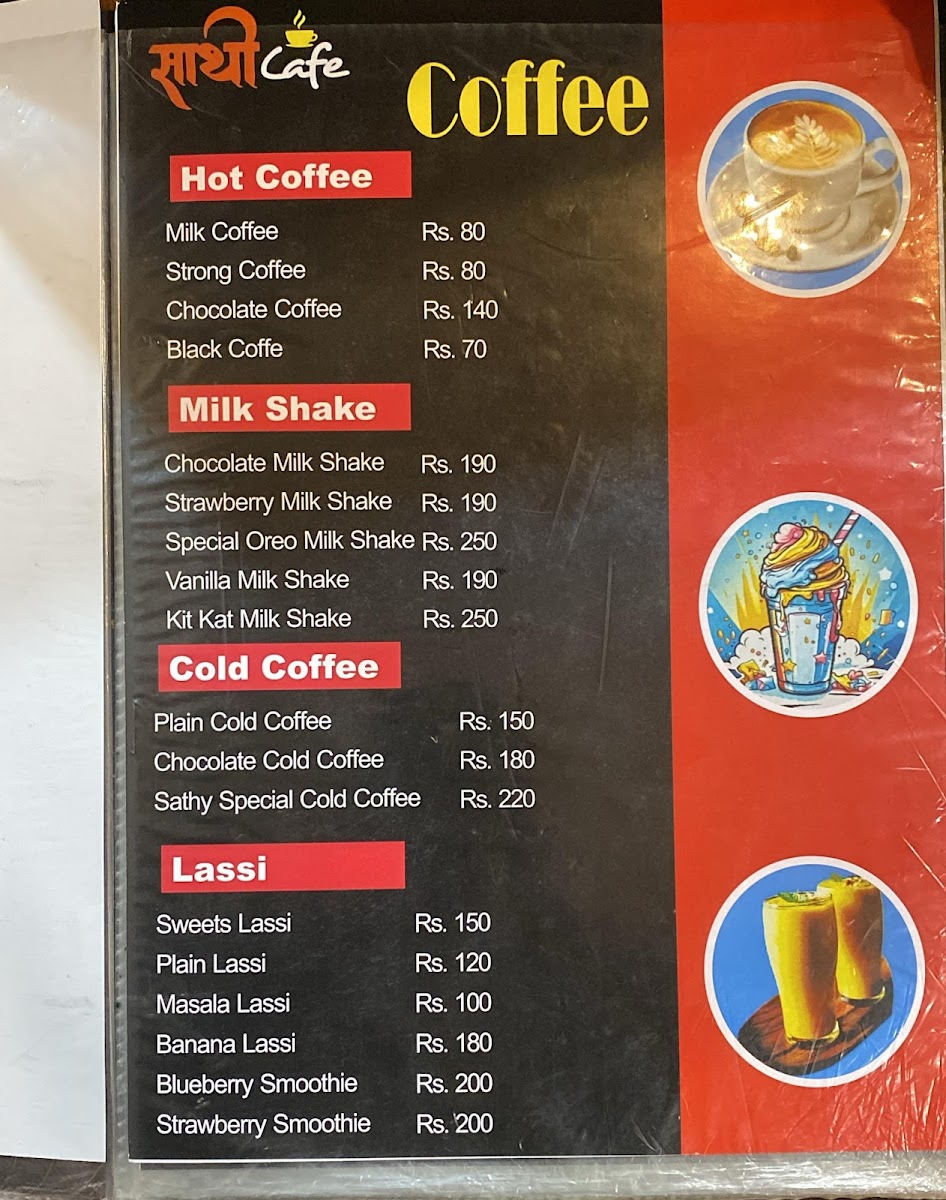 साथी Cafe
Coffee
Hot Coffee
Milk Coffee Rs. 80
Strong Coffee Rs. 80
Chocolate Coffee Rs. 140
Black Coffe Rs. 70
Milk Shake
Chocolate Milk Shake Rs. 190
Strawberry Milk Shake Rs. 190
Special Oreo Milk Shake Rs. 250
Vanilla Milk Shake Rs. 190
Kit Kat Milk Shake Rs. 250
Cold Coffee
Plain Cold Coffee Rs. 150
Chocolate Cold Coffee Rs. 180
Sathy Special Cold Coffee Rs. 220
Lassi
Sweets Lassi Rs. 150
Plain Lassi Rs. 120
Masala Lassi Rs. 100
Banana Lassi Rs. 180
Blueberry Smoothie Rs. 200
Strawberry Smoothie Rs. 200